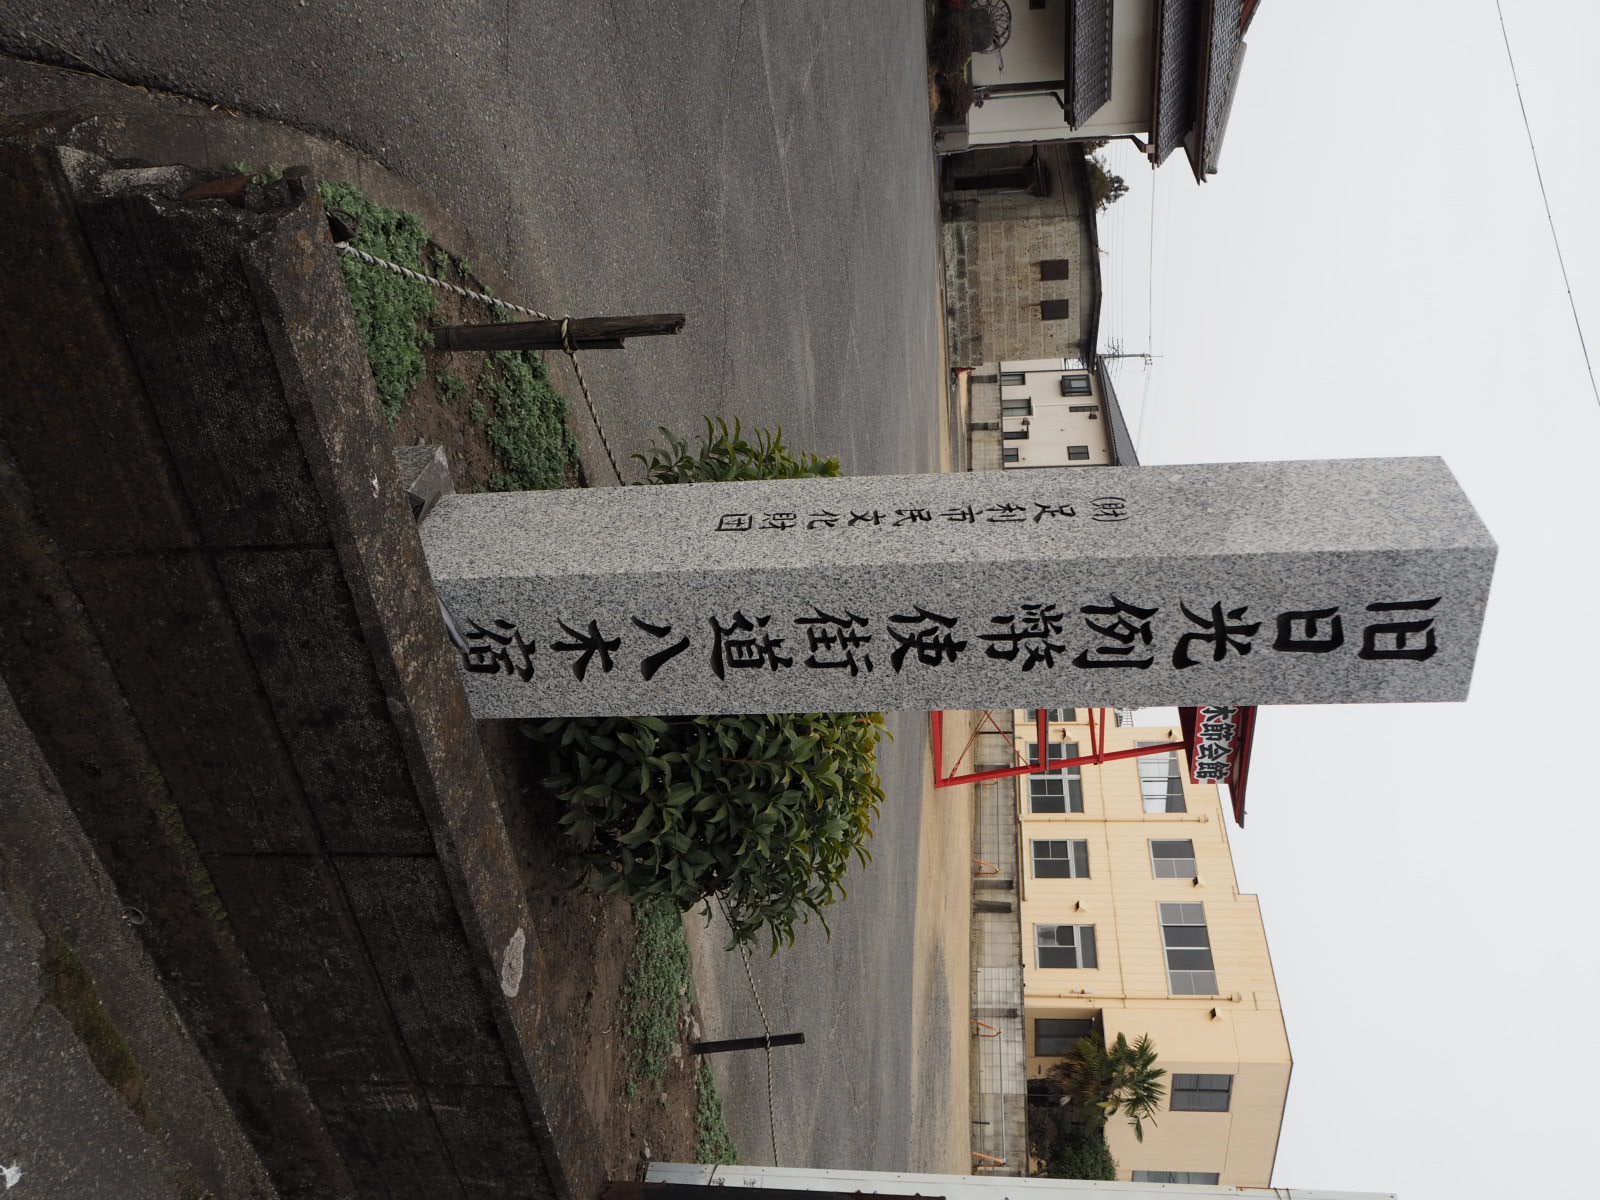 旧日光例幣使街道八木宿
(財)足利市民文化財団
木節会館